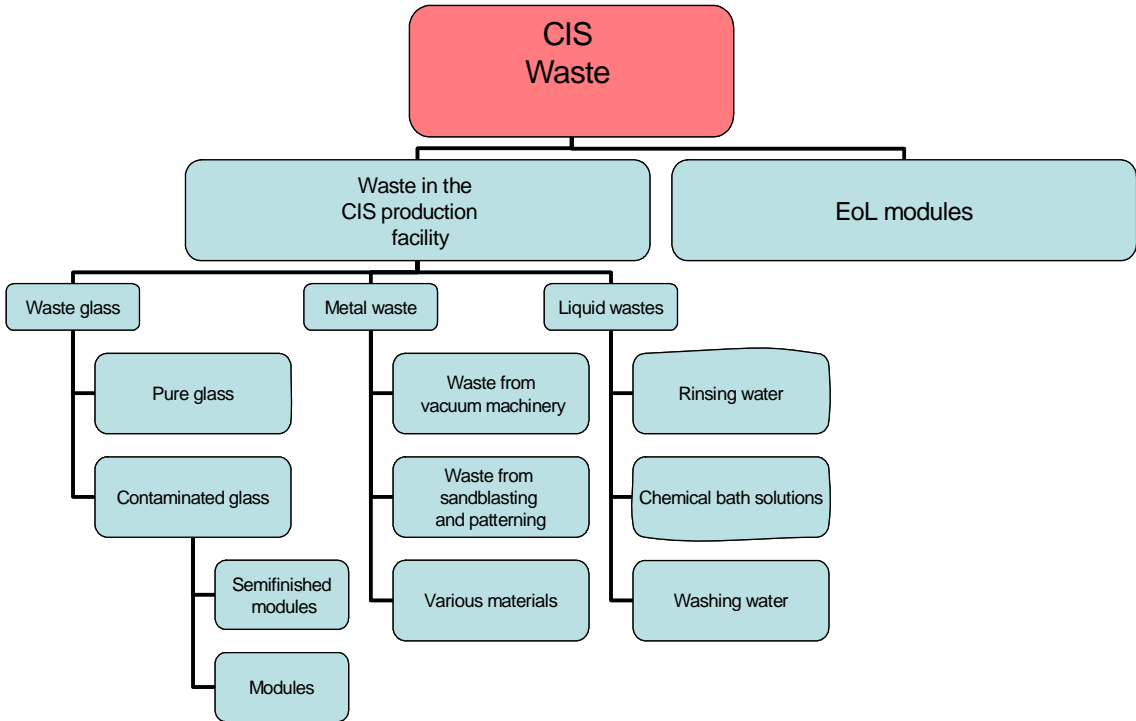 CIS
Waste
Waste in the
CIS production
facility
EoL modules
Waste glass
Metal waste
Liquid wastes
Pure glass
Waste from
vacuum machinery
Rinsing water
Contaminated glass
Waste from
sandblasting
and patterning
Chemical bath solutions
Semifinished
modules
Various materials
Washing water
Modules